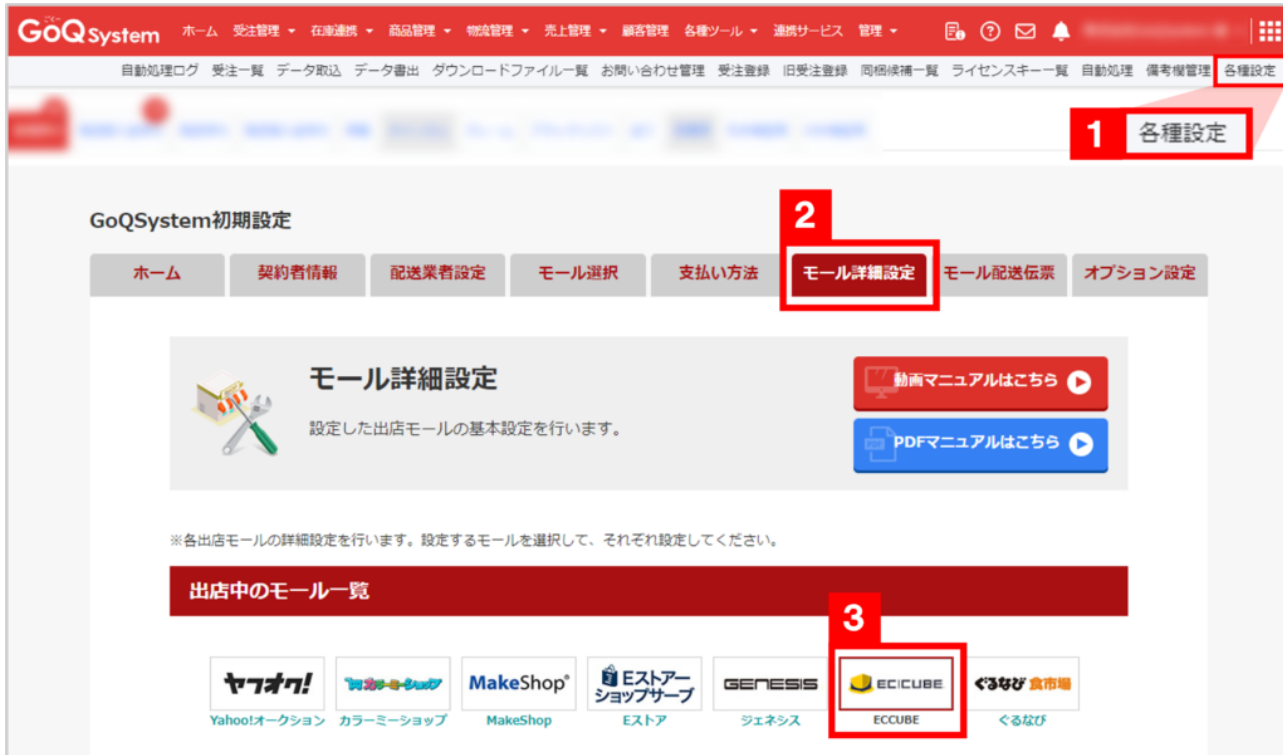 ごくー
GoQSystem ホーム 受注管理 在庫連携 商品管理 物流管理 売上管理 顧客管理 各種ツール 連携サービス 管理
自動処理ログ 受注一覧 データ取込 データ書出 ダウンロードファイル一覧 お問い合わせ管理 受注登録 旧受注登録 同梱候補一覧 ライセンスキー一覧 自動処理 備考欄管理 各種設定
1 各種設定
2
GoQSystem初期設定
ホーム 契約者情報 配送業者設定 モール選択 支払い方法 モール詳細設定 モール配送伝票 オプション設定
モール詳細設定
設定した出店モールの基本設定を行います。
動画マニュアルはこちら
PDF PDFマニュアルはこちら
※各出店モールの詳細設定を行います。設定するモールを選択して、それぞれ設定してください。
出店中のモール一覧
3
ヤフオク! カラーミーショップ MakeShop® Eストアーショップサーブ GENESIS EC CUBE ぐるなび 食市場
Yahoo!オークション カラーミーショップ MakeShop Eストア ジェネシス ECCUBE ぐるなび